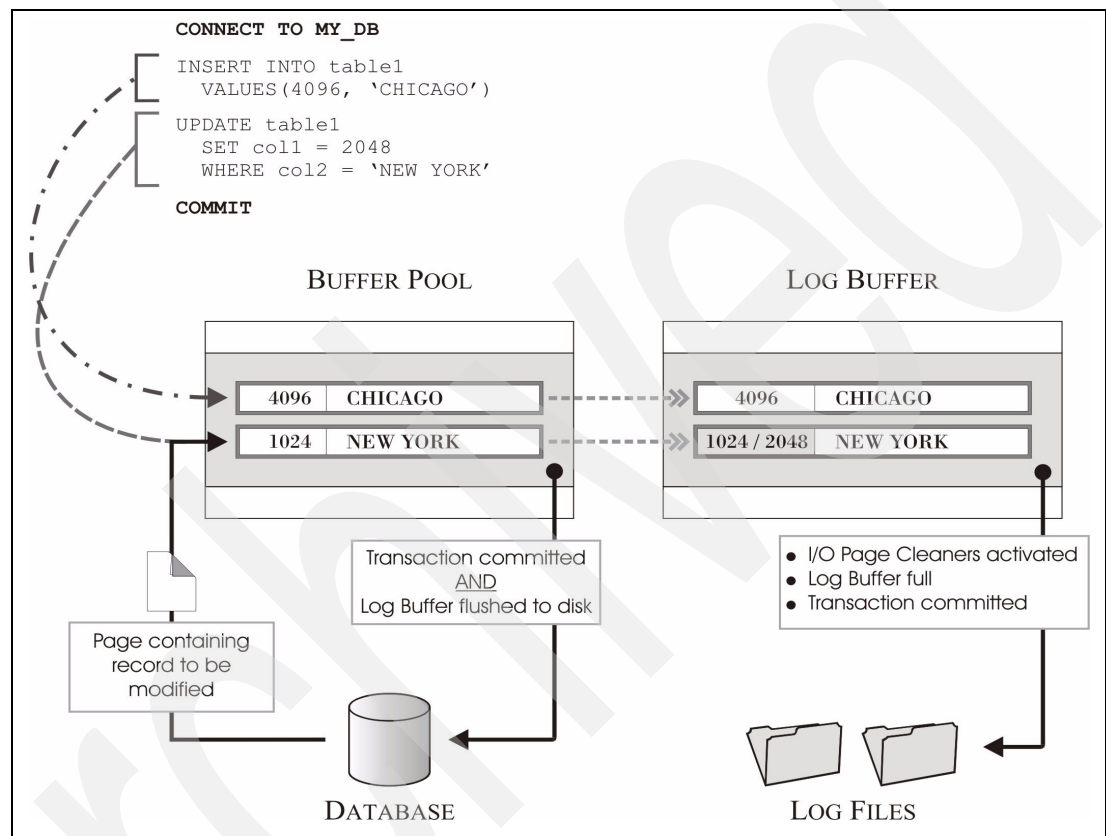 CONNECT TO MY_DB
INSERT INTO table1
VALUES(4096, ‘CHICAGO’)
UPDATE table1
SET col1 = 2048
WHERE col2 = ‘NEW YORK’
COMMIT
BUFFER POOL
4096 CHICAGO
1024 NEW YORK
LOG BUFFER
4096 CHICAGO
1024 / 2048 NEW YORK
Transaction committed
AND
Log Buffer flushed to disk
● I/O Page Cleaners activated
● Log Buffer full
● Transaction committed
Page containing
record to be
modified
DATABASE
LOG FILES
rchived